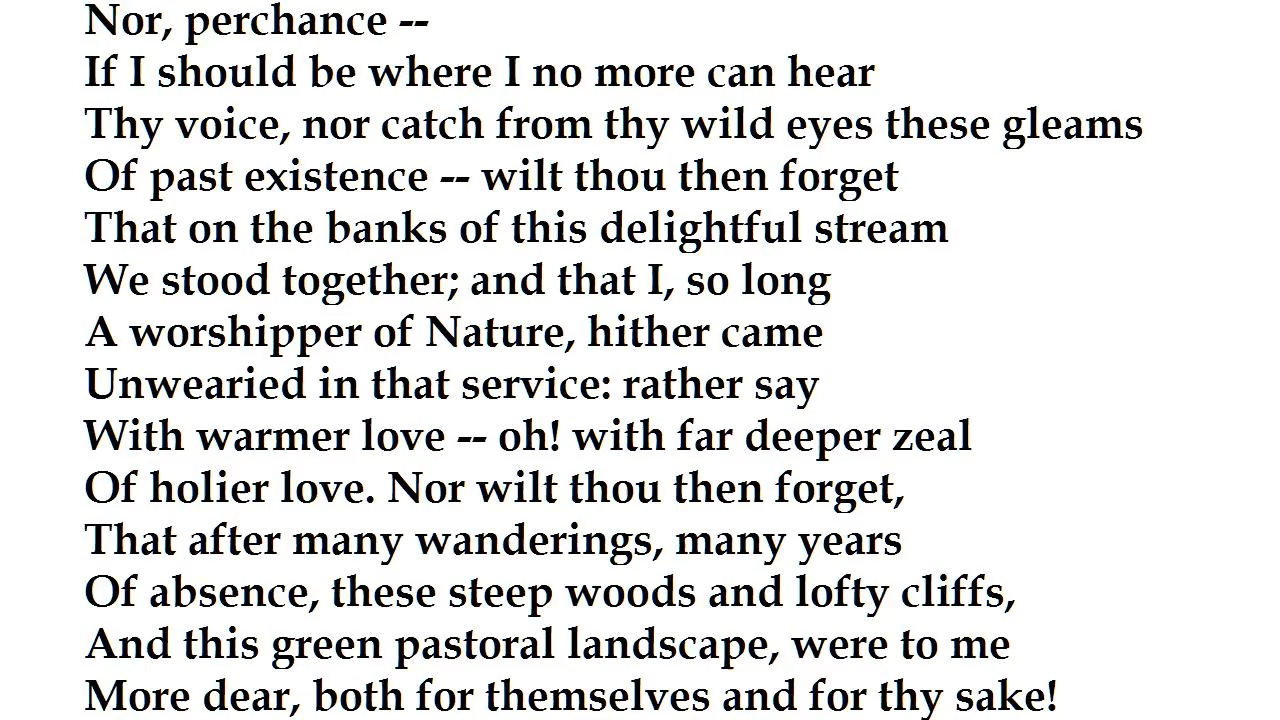 Nor, perchance --
If I should be where I no more can hear
Thy voice, nor catch from thy wild eyes these gleams
Of past existence -- wilt thou then forget
That on the banks of this delightful stream
We stood together; and that I, so long
A worshipper of Nature, hither came
Unwearied in that service: rather say
With warmer love -- oh! with far deeper zeal
Of holier love. Nor wilt thou then forget,
That after many wanderings, many years
Of absence, these steep woods and lofty cliffs,
And this green pastoral landscape, were to me
More dear, both for themselves and for thy sake!